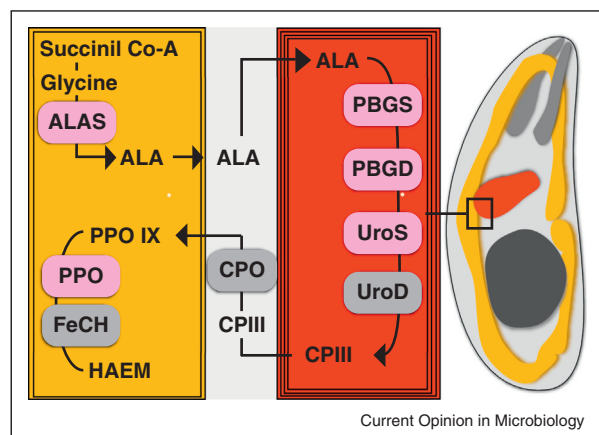 Succinil Co-A
Glycine
ALAS
ALA
ALA
ALA
PBGS
PBGD
UroS
UroD
CPIII
CPIII
CPO
PPO IX
PPO
FeCH
HAEM
Current Opinion in Microbiology